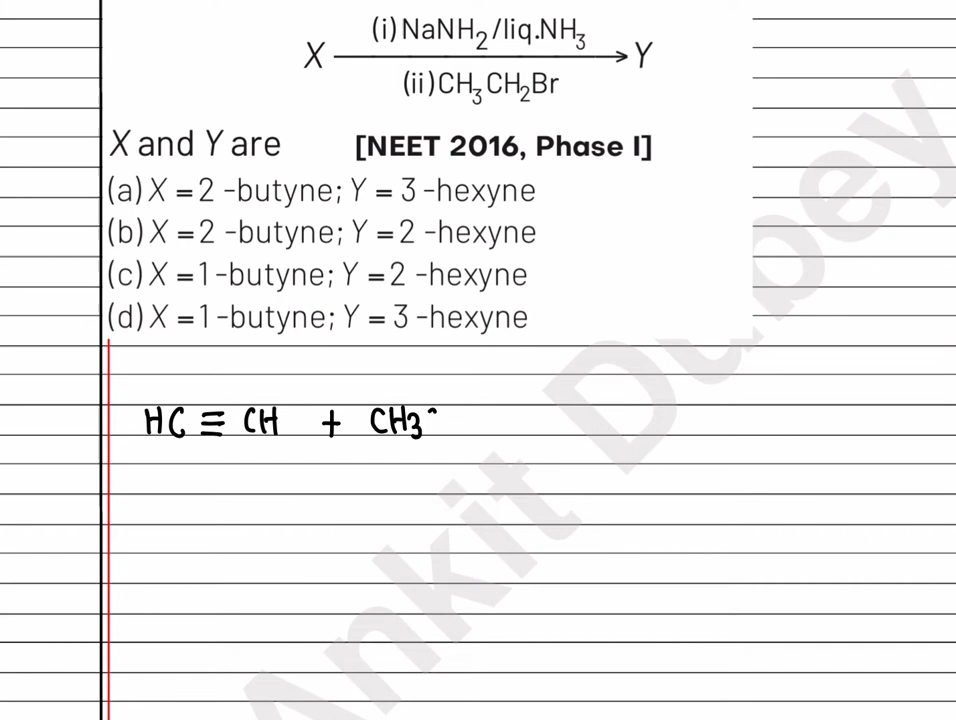 (i) NaNH2/liq.NH3
X → Y
(ii) CH3CH2Br
X and Y are [NEET 2016, Phase I]
(a) X = 2 -butyne; Y = 3 -hexyne
(b) X = 2 -butyne; Y = 2 -hexyne
(c) X = 1 -butyne; Y = 2 -hexyne
(d) X = 1 -butyne; Y = 3 -hexyne
HC ≡ CH + CH3
Ankit Dubey